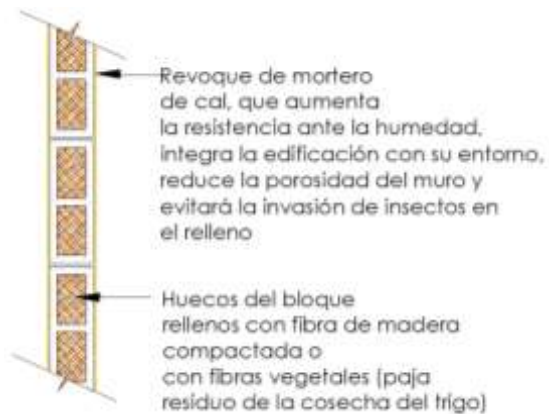 Revoque de mortero
de cal, que aumenta
la resistencia ante la humedad,
integra la edificación con su entorno,
reduce la porosidad del muro y
evitará la invasión de insectos en
el relleno
Huecos del bloque
rellenos con fibra de madera
compactada o
con fibras vegetales (paja
residuo de la cosecha del trigo)